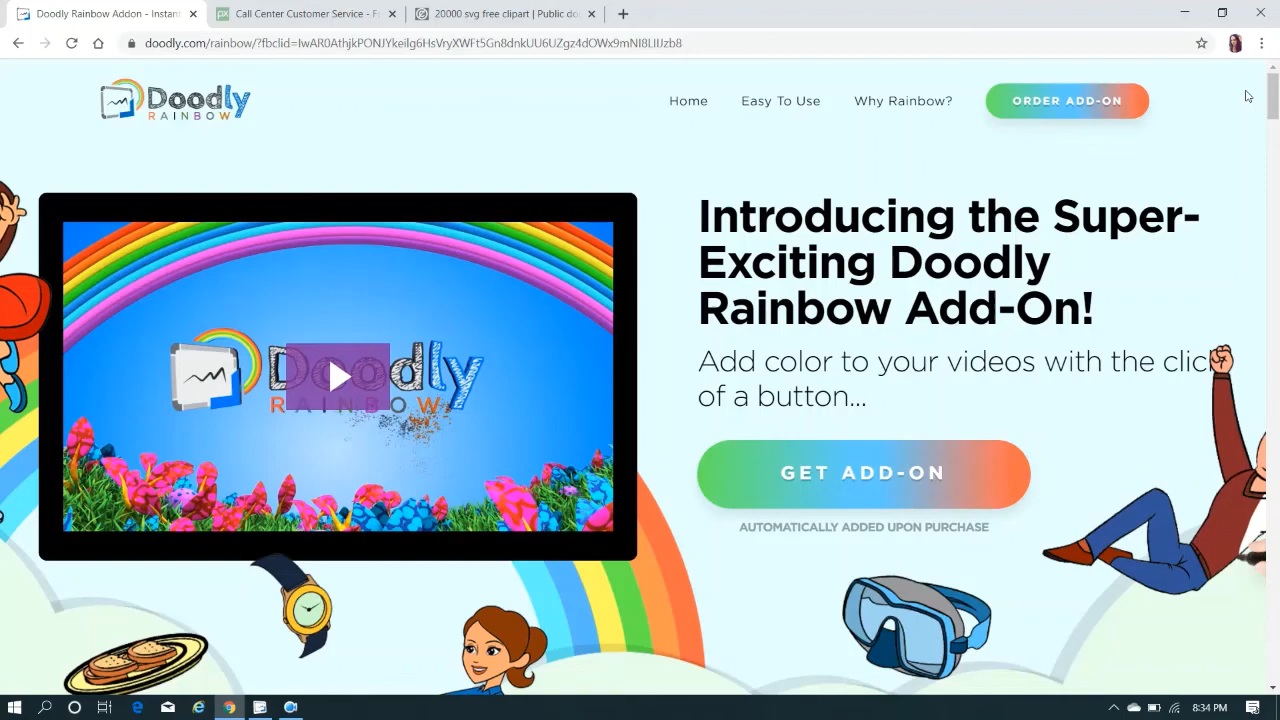 Doodly Rainbow Addon - Instant
Call Center Customer Service - F
20000 svg free clipart | Public do
doodly.com/rainbow/?fbclid=IwAR0AthjkPONJYkeilg6HsVryXWFt5Gn8dnkUU6UZgz4dOWx9mNI8LIIJzb8
Doodly
RAINBOW
Home
Easy To Use
Why Rainbow?
ORDER ADD-ON
Doodly
RAINBOW
Introducing the Super-
Exciting Doodly
Rainbow Add-On!
Add color to your videos with the clic
of a button...
GET ADD-ON
AUTOMATICALLY ADDED UPON PURCHASE
8:34 PM